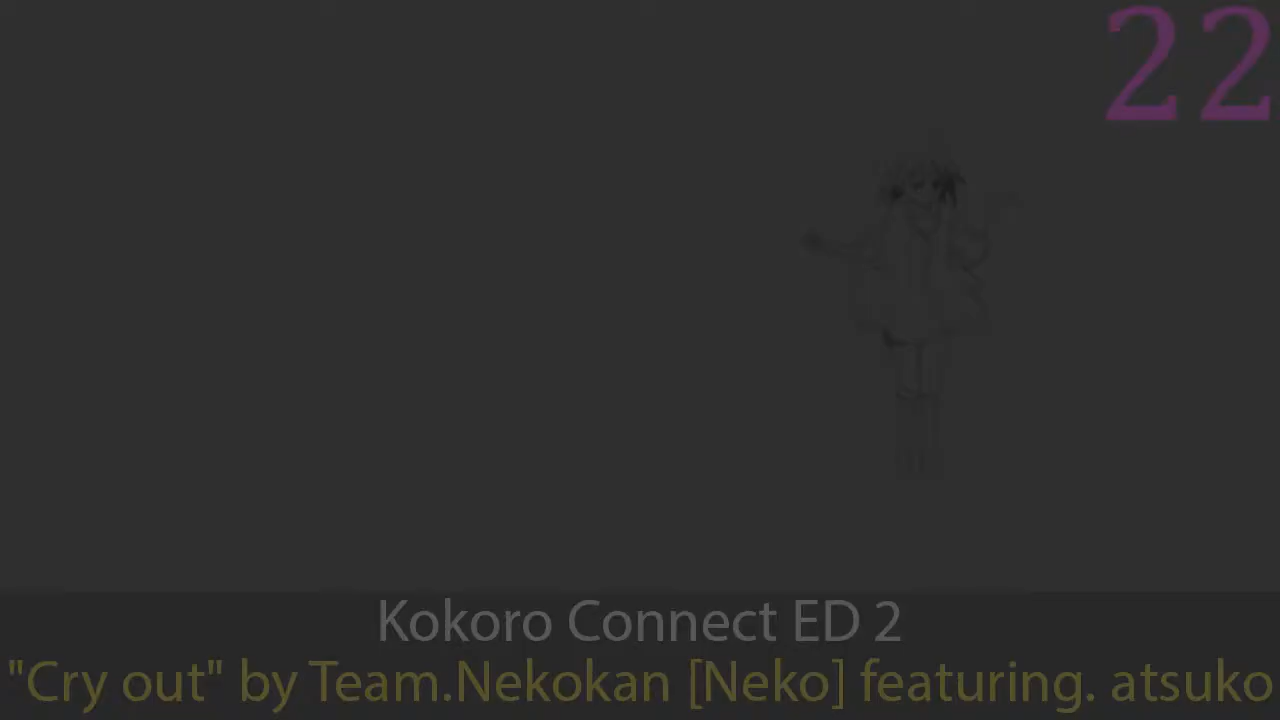 22
Kokoro Connect ED 2
"Cry out" by Team.Nekokan [Neko] featuring. atsuko